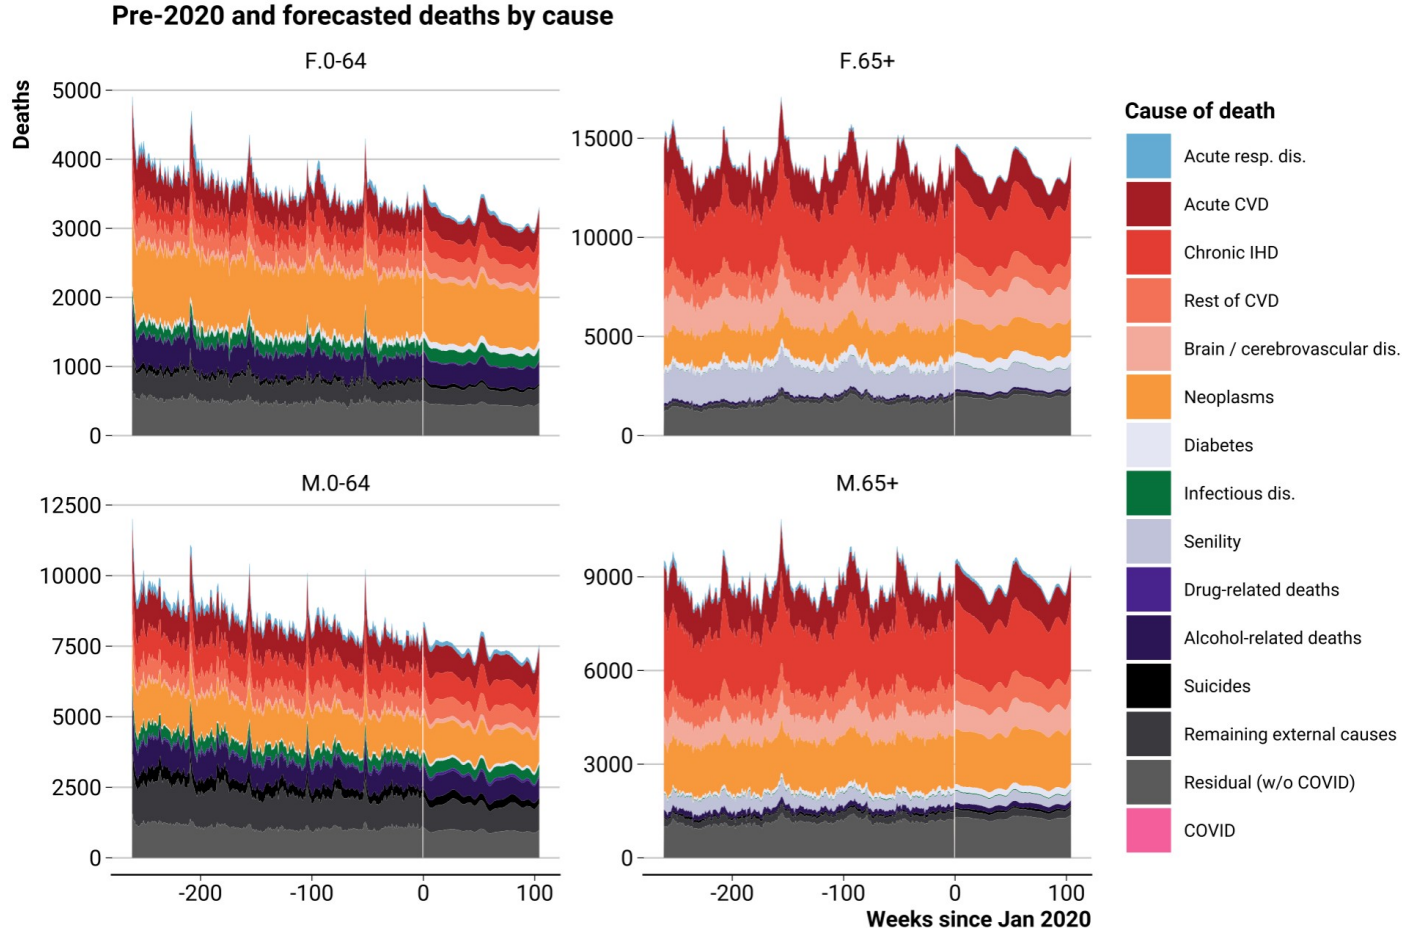 Pre-2020 and forecasted deaths by cause
F.0-64
F.65+
Deaths
5000
4000
3000
2000
1000
0
15000
10000
5000
0
M.0-64
M.65+
12500
10000
7500
5000
2500
0
9000
6000
3000
0
-200
-100
0
100
-200
-100
0
100
Weeks since Jan 2020
Cause of death
Acute resp. dis.
Acute CVD
Chronic IHD
Rest of CVD
Brain / cerebrovascular dis.
Neoplasms
Diabetes
Infectious dis.
Senility
Drug-related deaths
Alcohol-related deaths
Suicides
Remaining external causes
Residual (w/o COVID)
COVID